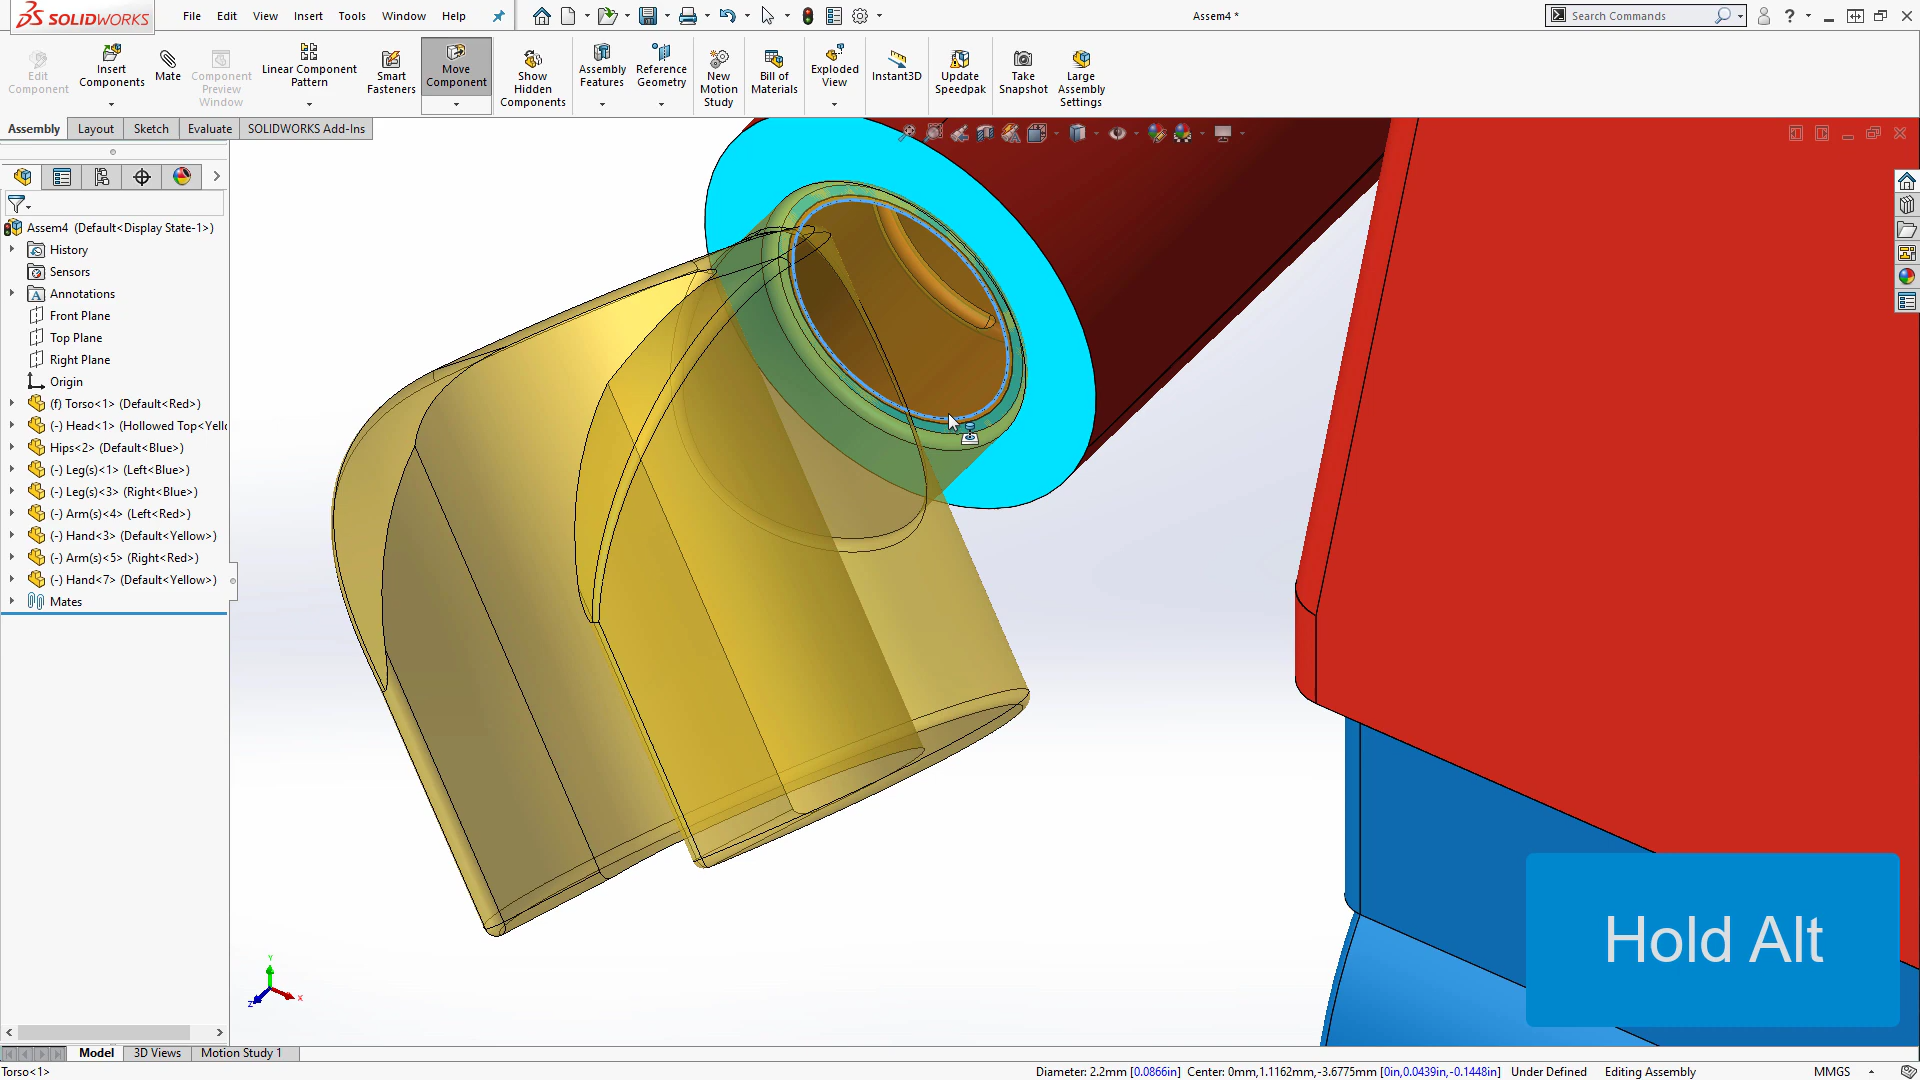 SOLIDWORKS
File Edit View Insert Tools Window Help
Assem4 *
Search Commands
Edit Component
Insert Components
Mate
Component Preview Window
Linear Component Pattern
Smart Fasteners
Move Component
Show Hidden Components
Assembly Features
Reference Geometry
New Motion Study
Bill of Materials
Exploded View
Instant3D
Update Speedpak
Take Snapshot
Large Assembly Settings
Assembly Layout Sketch Evaluate SOLIDWORKS Add-Ins
Assem4 (Default<Display State-1>)
History
Sensors
Annotations
Front Plane
Top Plane
Right Plane
Origin
(f) Torso<1> (Default<Red>)
(-) Head<1> (Hollowed Top<Yell
Hips<2> (Default<Blue>)
(-) Leg(s)<1> (Left<Blue>)
(-) Leg(s)<3> (Right<Blue>)
(-) Arm(s)<4> (Left<Red>)
(-) Hand<3> (Default<Yellow>)
(-) Arm(s)<5> (Right<Red>)
(-) Hand<7> (Default<Yellow>)
Mates
Hold Alt
Y
X
Z
Model 3D Views Motion Study 1
Torso<1>
Diameter: 2.2mm [0.0866in] Center: 0mm,1.1162mm,-3.6775mm [0in,0.0439in,-0.1448in] Under Defined Editing Assembly MMGS